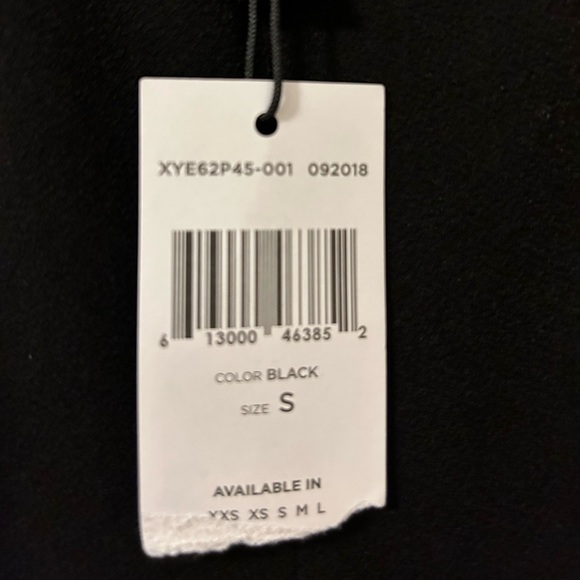 XYE62P45-001 092018
6 13000 46385 2
COLOR BLACK
SIZE S
AVAILABLE IN
XXS XS S M L